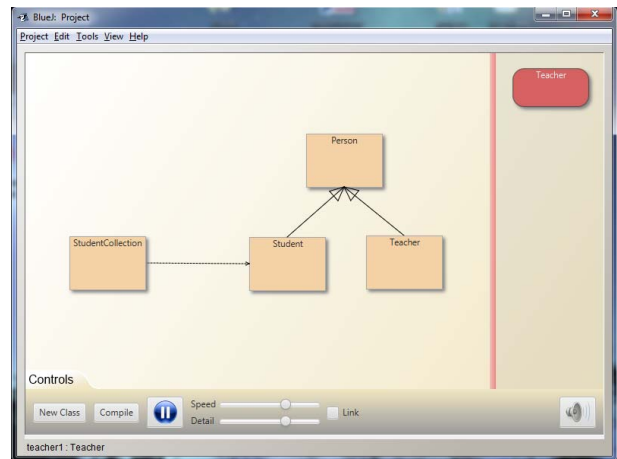 BlueJ: Project
Project Edit Tools View Help
Teacher
Person
StudentCollection
Student
Teacher
Controls
New Class
Compile
Speed
Detail
Link
teacher1 : Teacher